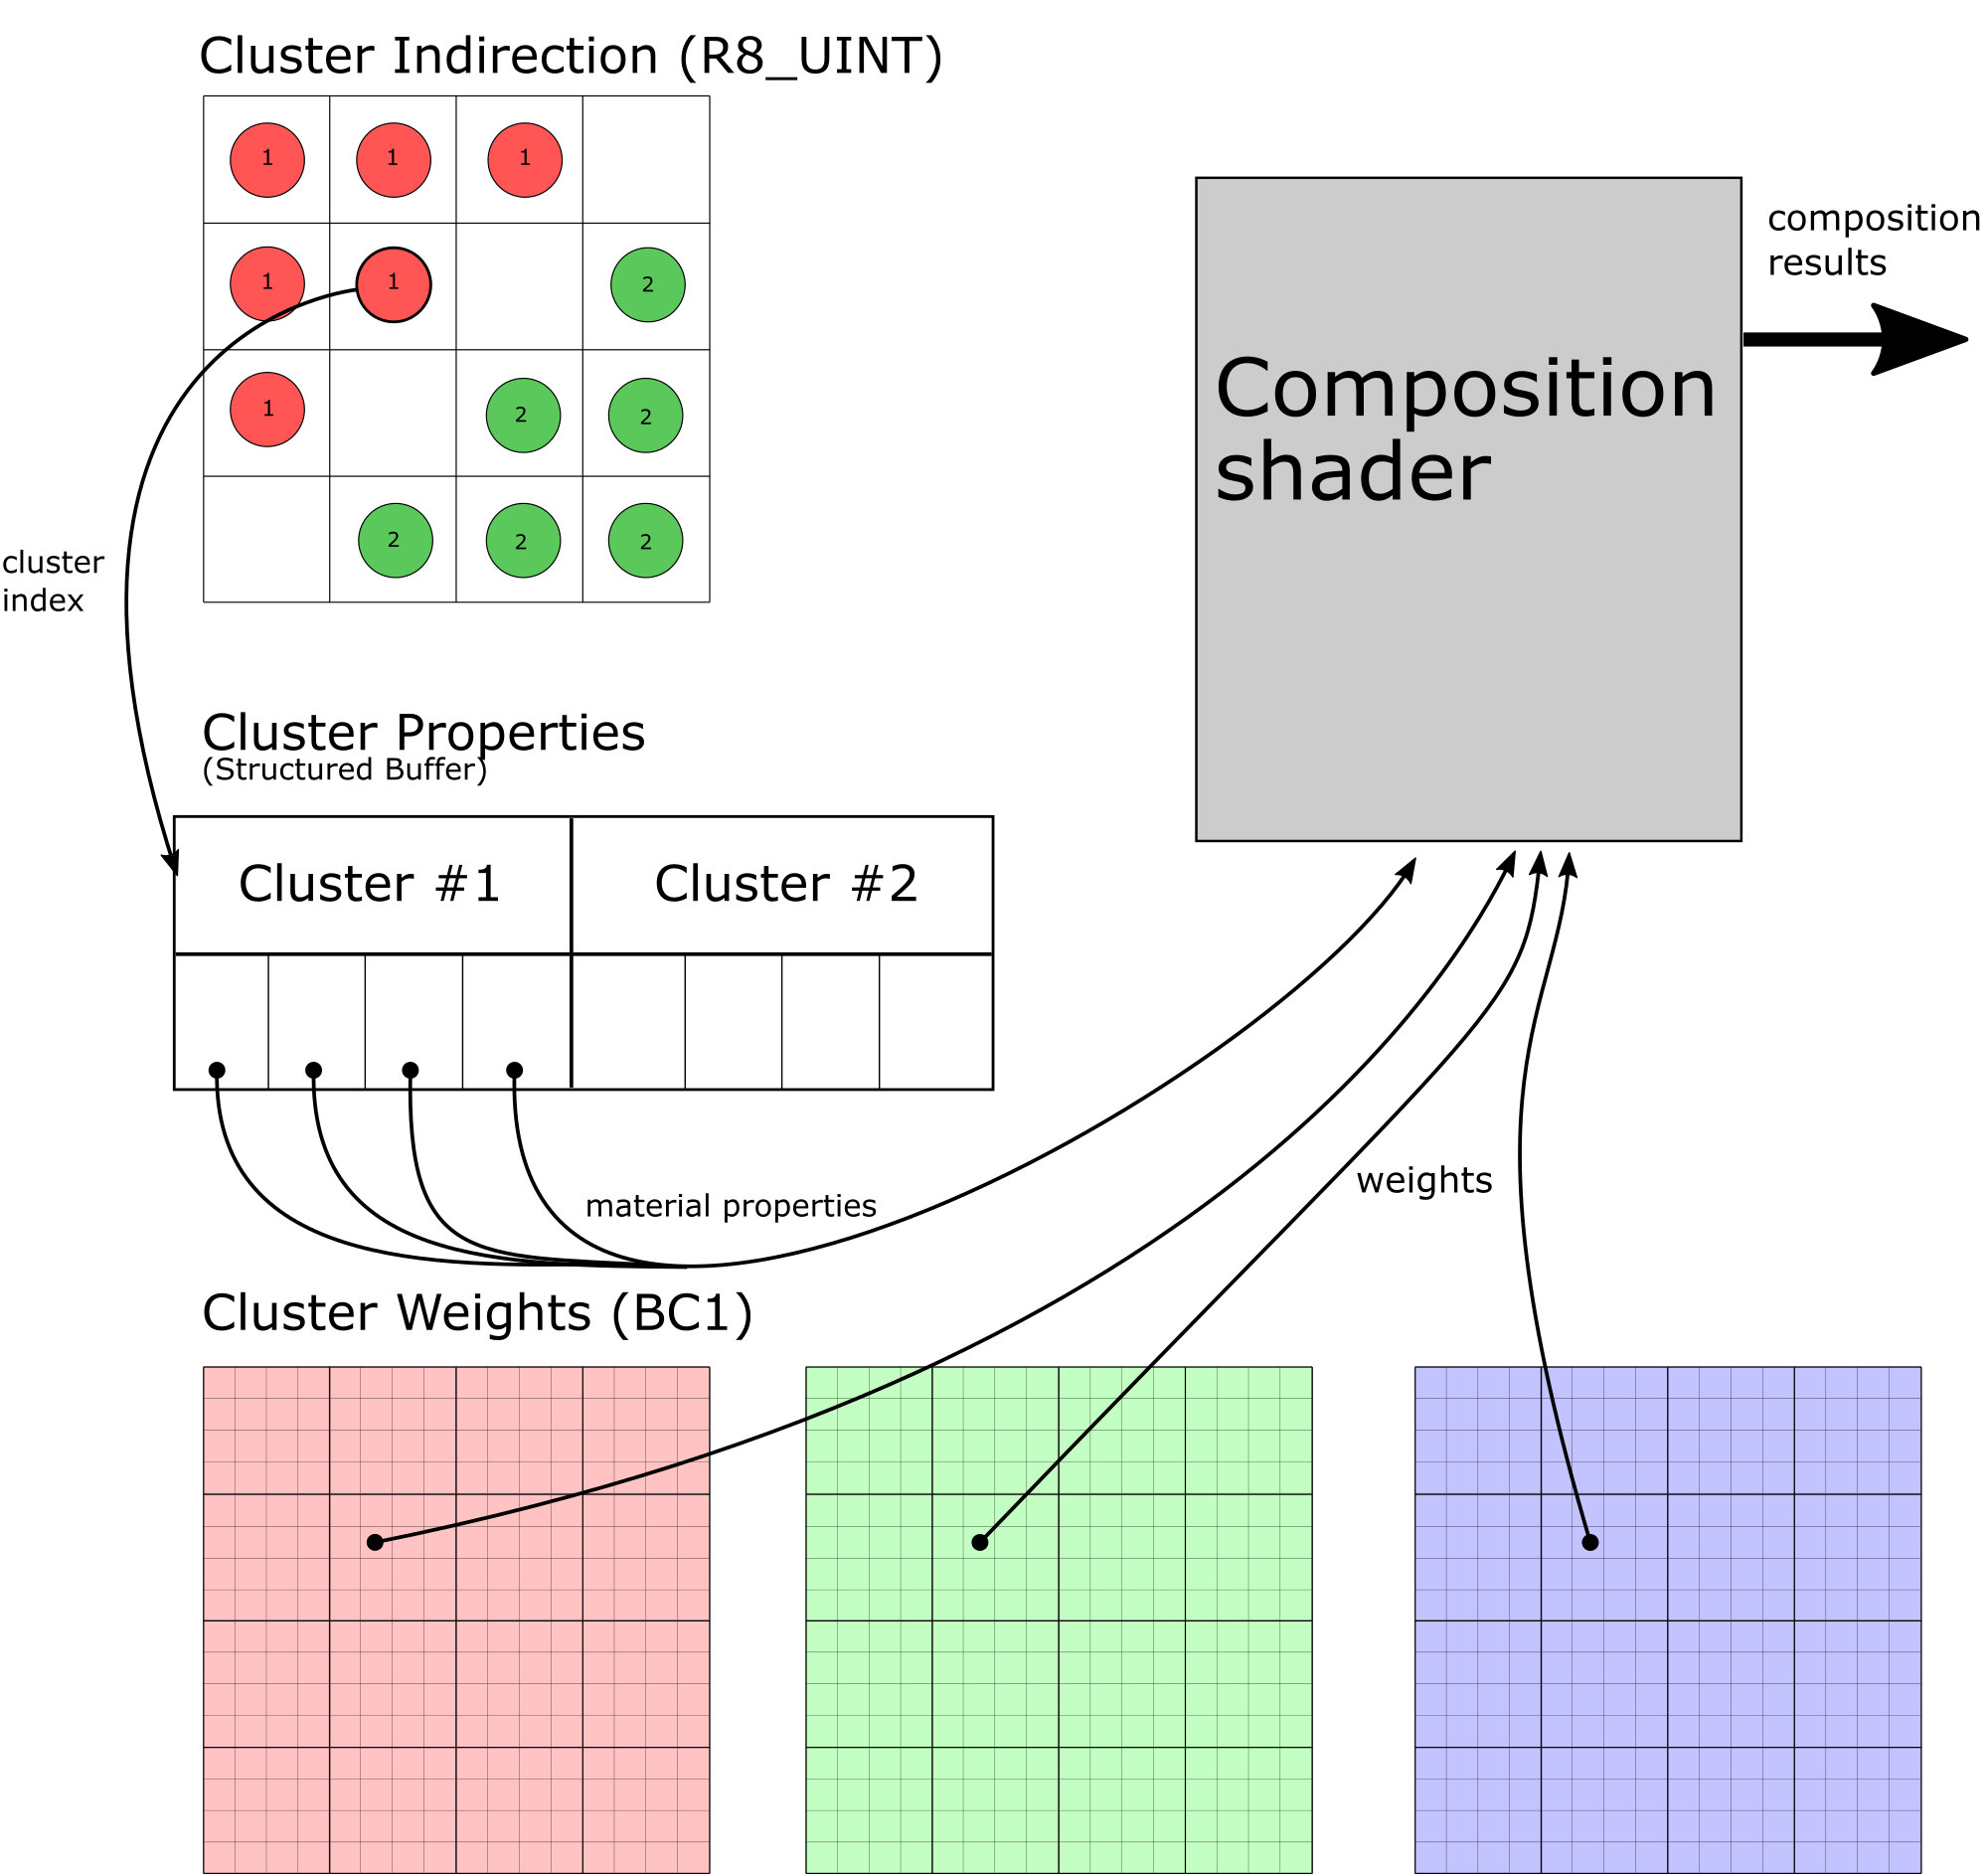 Cluster Indirection (R8_UINT)
1 1 1
1 1 2
1 2 2
2 2 2
cluster
index
composition
results
Composition
shader
Cluster Properties
(Structured Buffer)
Cluster #1 Cluster #2
material properties
weights
Cluster Weights (BC1)